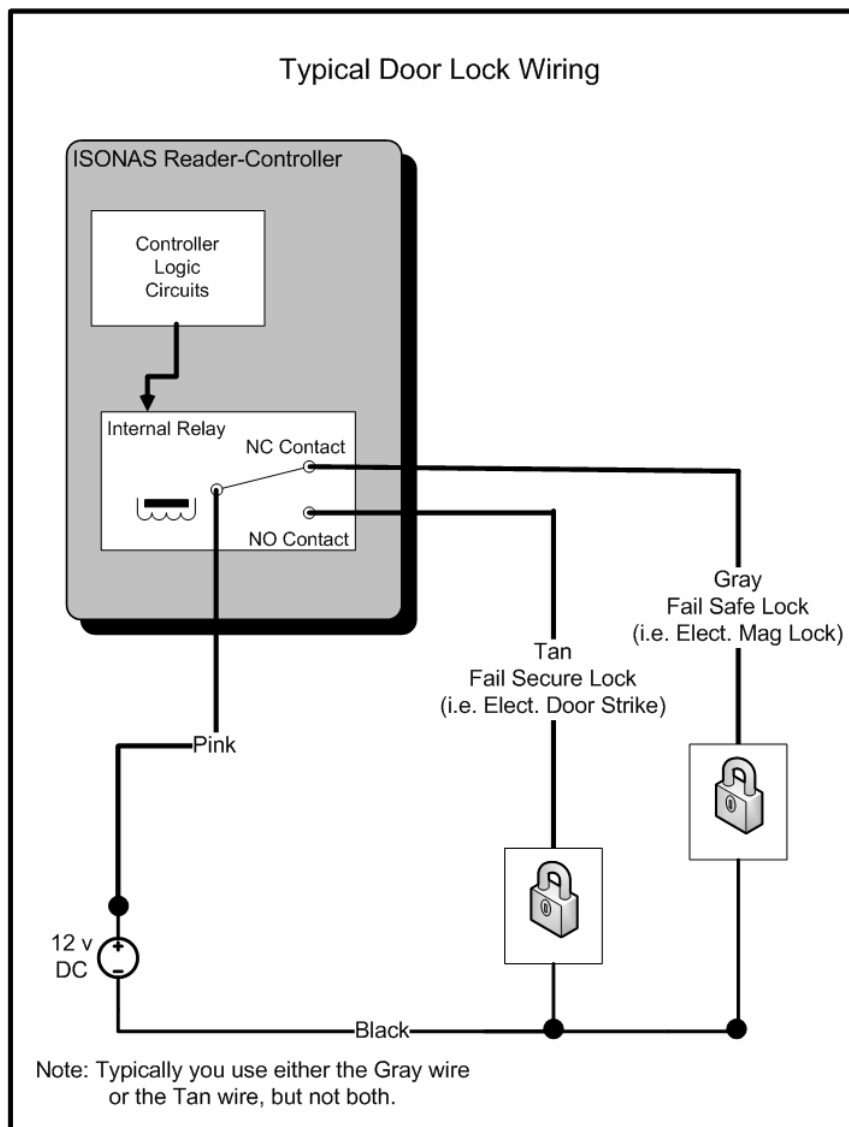 Typical Door Lock Wiring
ISONAS Reader-Controller
Controller
Logic
Circuits
Internal Relay
NC Contact
NO Contact
Gray
Fail Safe Lock
(i.e. Elect. Mag Lock)
Tan
Fail Secure Lock
(i.e. Elect. Door Strike)
Pink
12 v
DC
+
−
Black
Note: Typically you use either the Gray wire
or the Tan wire, but not both.